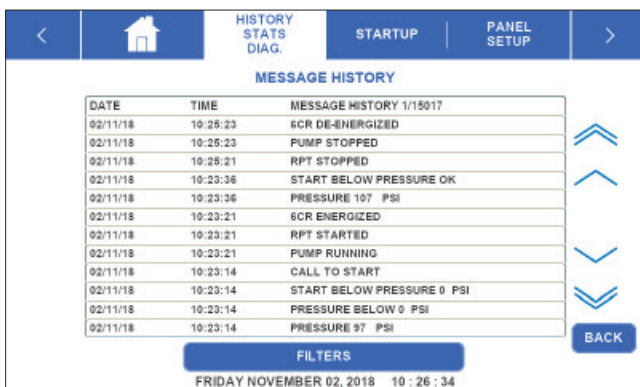 HISTORY
STATS
DIAG.
STARTUP
PANEL
SETUP
MESSAGE HISTORY
DATE TIME MESSAGE HISTORY 1/15017
02/11/18 10:25:23 6CR DE-ENERGIZED
02/11/18 10:25:23 PUMP STOPPED
02/11/18 10:25:21 RPT STOPPED
02/11/18 10:23:36 START BELOW PRESSURE OK
02/11/18 10:23:36 PRESSURE 107 PSI
02/11/18 10:23:21 6CR ENERGIZED
02/11/18 10:23:21 RPT STARTED
02/11/18 10:23:21 PUMP RUNNING
02/11/18 10:23:14 CALL TO START
02/11/18 10:23:14 START BELOW PRESSURE 0 PSI
02/11/18 10:23:14 PRESSURE BELOW 0 PSI
02/11/18 10:23:14 PRESSURE 97 PSI
BACK
FILTERS
FRIDAY NOVEMBER 02, 2018 10 : 26 : 34